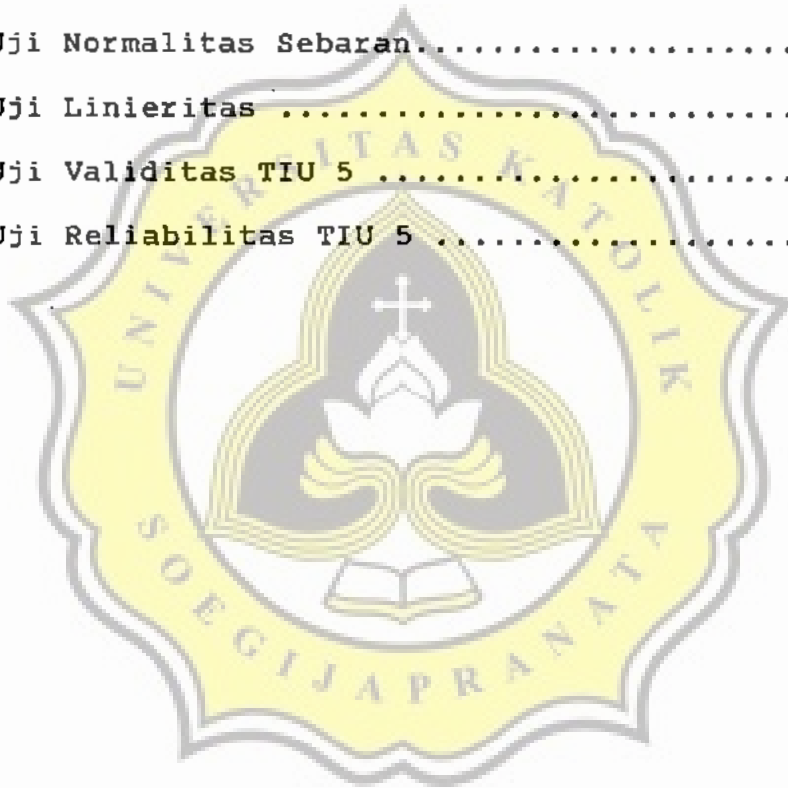 Uji Normalitas Sebaran....................
Uji Linieritas ..........................
Uji Validitas TIU 5 .....................
Uji Reliabilitas TIU 5 ..................
UNIVERSITAS KATOLIK
SOEGIJAPRANATA